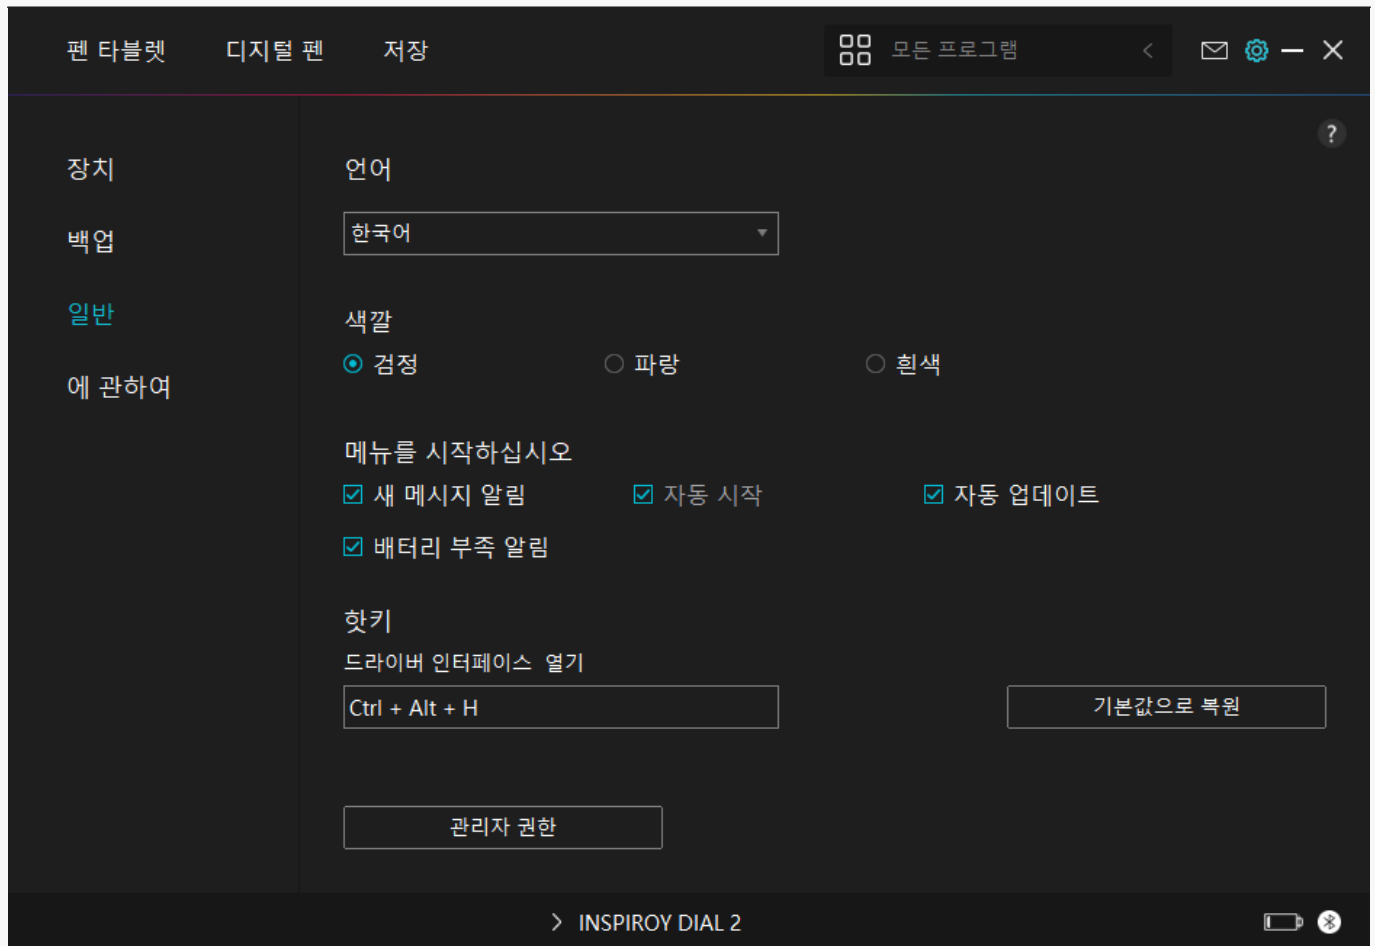 펜 타블렛 디지털 펜 저장 모든 프로그램
?
장치
백업
일반
에 관하여
언어
한국어
색깔
검정 파랑 흰색
메뉴를 시작하십시오
새 메시지 알림 자동 시작 자동 업데이트
배터리 부족 알림
핫키
드라이버 인터페이스 열기
Ctrl + Alt + H 기본값으로 복원
관리자 권한
INSPIROY DIAL 2